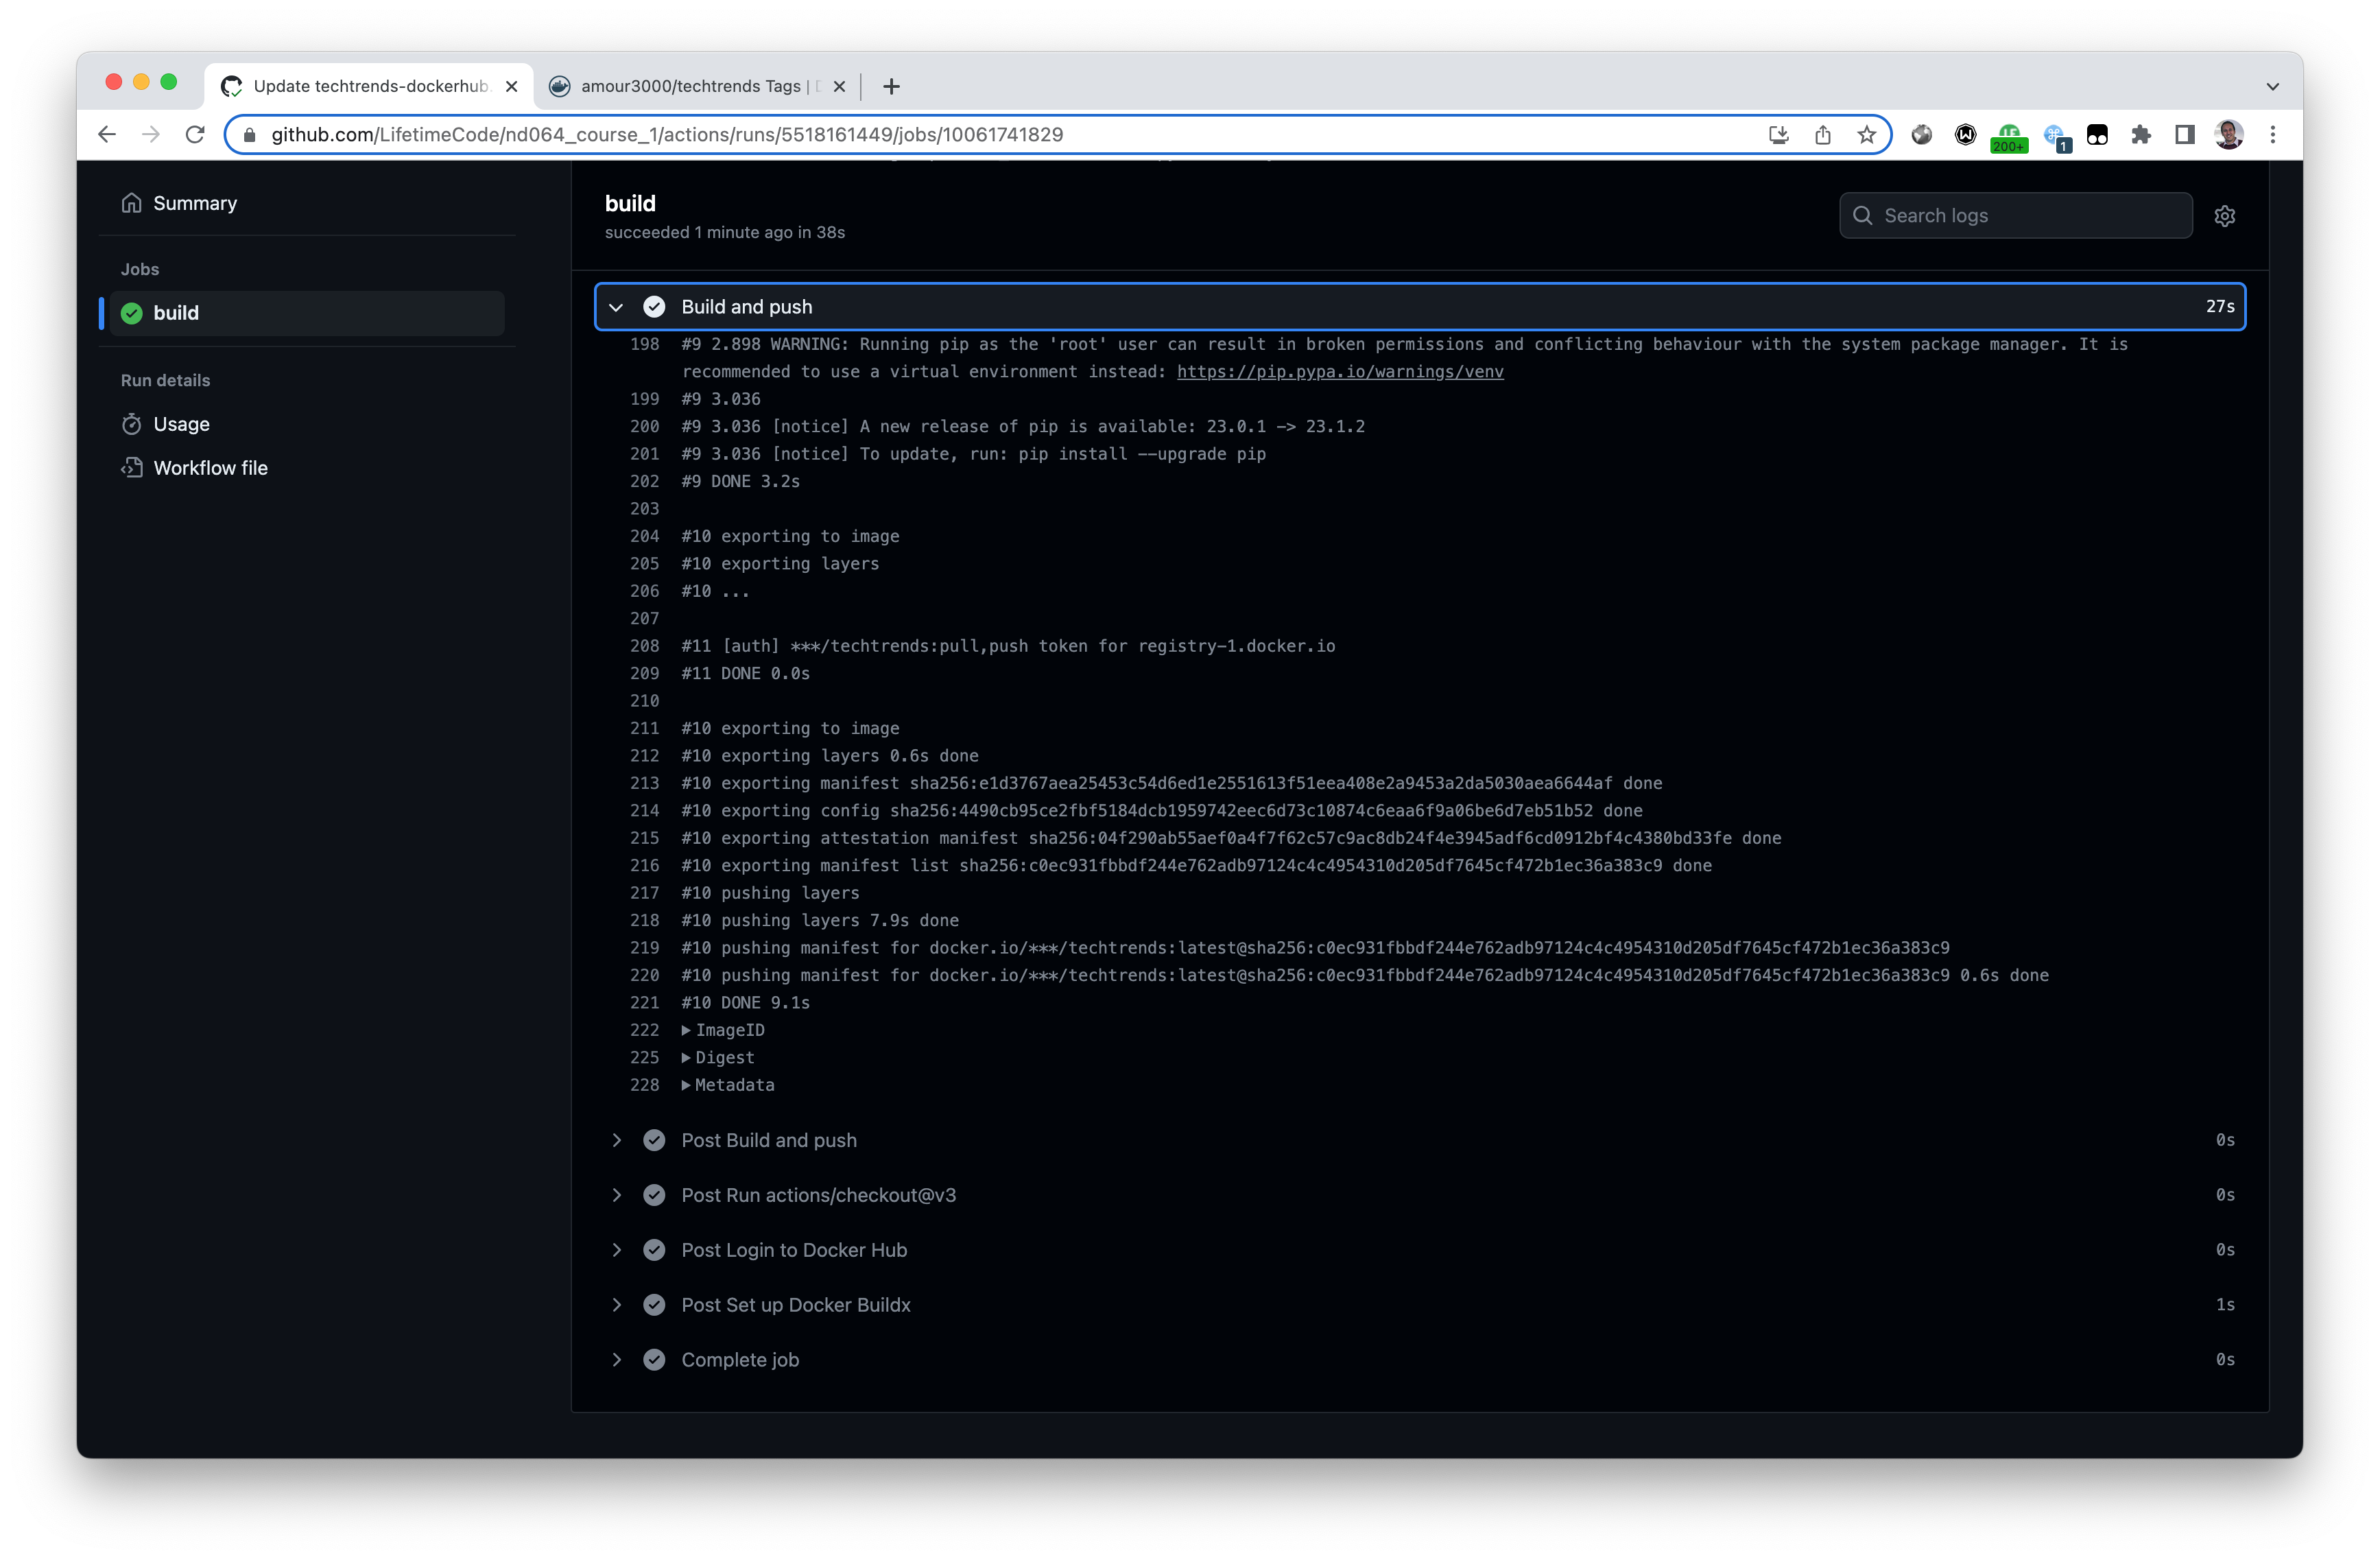 Update techtrends-dockerhub.
amour3000/techtrends Tags |
github.com/LifetimeCode/nd064_course_1/actions/runs/5518161449/jobs/10061741829
200+
1
Summary
Jobs
build
Run details
Usage
Workflow file
build
succeeded 1 minute ago in 38s
Search logs
Build and push 27s
198 #9 2.898 WARNING: Running pip as the 'root' user can result in broken permissions and conflicting behaviour with the system package manager. It is
recommended to use a virtual environment instead: https://pip.pypa.io/warnings/venv
199 #9 3.036
200 #9 3.036 [notice] A new release of pip is available: 23.0.1 -> 23.1.2
201 #9 3.036 [notice] To update, run: pip install --upgrade pip
202 #9 DONE 3.2s
203
204 #10 exporting to image
205 #10 exporting layers
206 #10 ...
207
208 #11 [auth] ***/techtrends:pull,push token for registry-1.docker.io
209 #11 DONE 0.0s
210
211 #10 exporting to image
212 #10 exporting layers 0.6s done
213 #10 exporting manifest sha256:e1d3767aea25453c54d6ed1e2551613f51eea408e2a9453a2da5030aea6644af done
214 #10 exporting config sha256:4490cb95ce2fbf5184dcb1959742eec6d73c10874c6eaa6f9a06be6d7eb51b52 done
215 #10 exporting attestation manifest sha256:04f290ab55aef0a4f7f62c57c9ac8db24f4e3945adf6cd0912bf4c4380bd33fe done
216 #10 exporting manifest list sha256:c0ec931fbbdf244e762adb97124c4c4954310d205df7645cf472b1ec36a383c9 done
217 #10 pushing layers
218 #10 pushing layers 7.9s done
219 #10 pushing manifest for docker.io/***/techtrends:latest@sha256:c0ec931fbbdf244e762adb97124c4c4954310d205df7645cf472b1ec36a383c9
220 #10 pushing manifest for docker.io/***/techtrends:latest@sha256:c0ec931fbbdf244e762adb97124c4c4954310d205df7645cf472b1ec36a383c9 0.6s done
221 #10 DONE 9.1s
222 ▶ImageID
225 ▶Digest
228 ▶Metadata
Post Build and push 0s
Post Run actions/checkout@v3 0s
Post Login to Docker Hub 0s
Post Set up Docker Buildx 1s
Complete job 0s